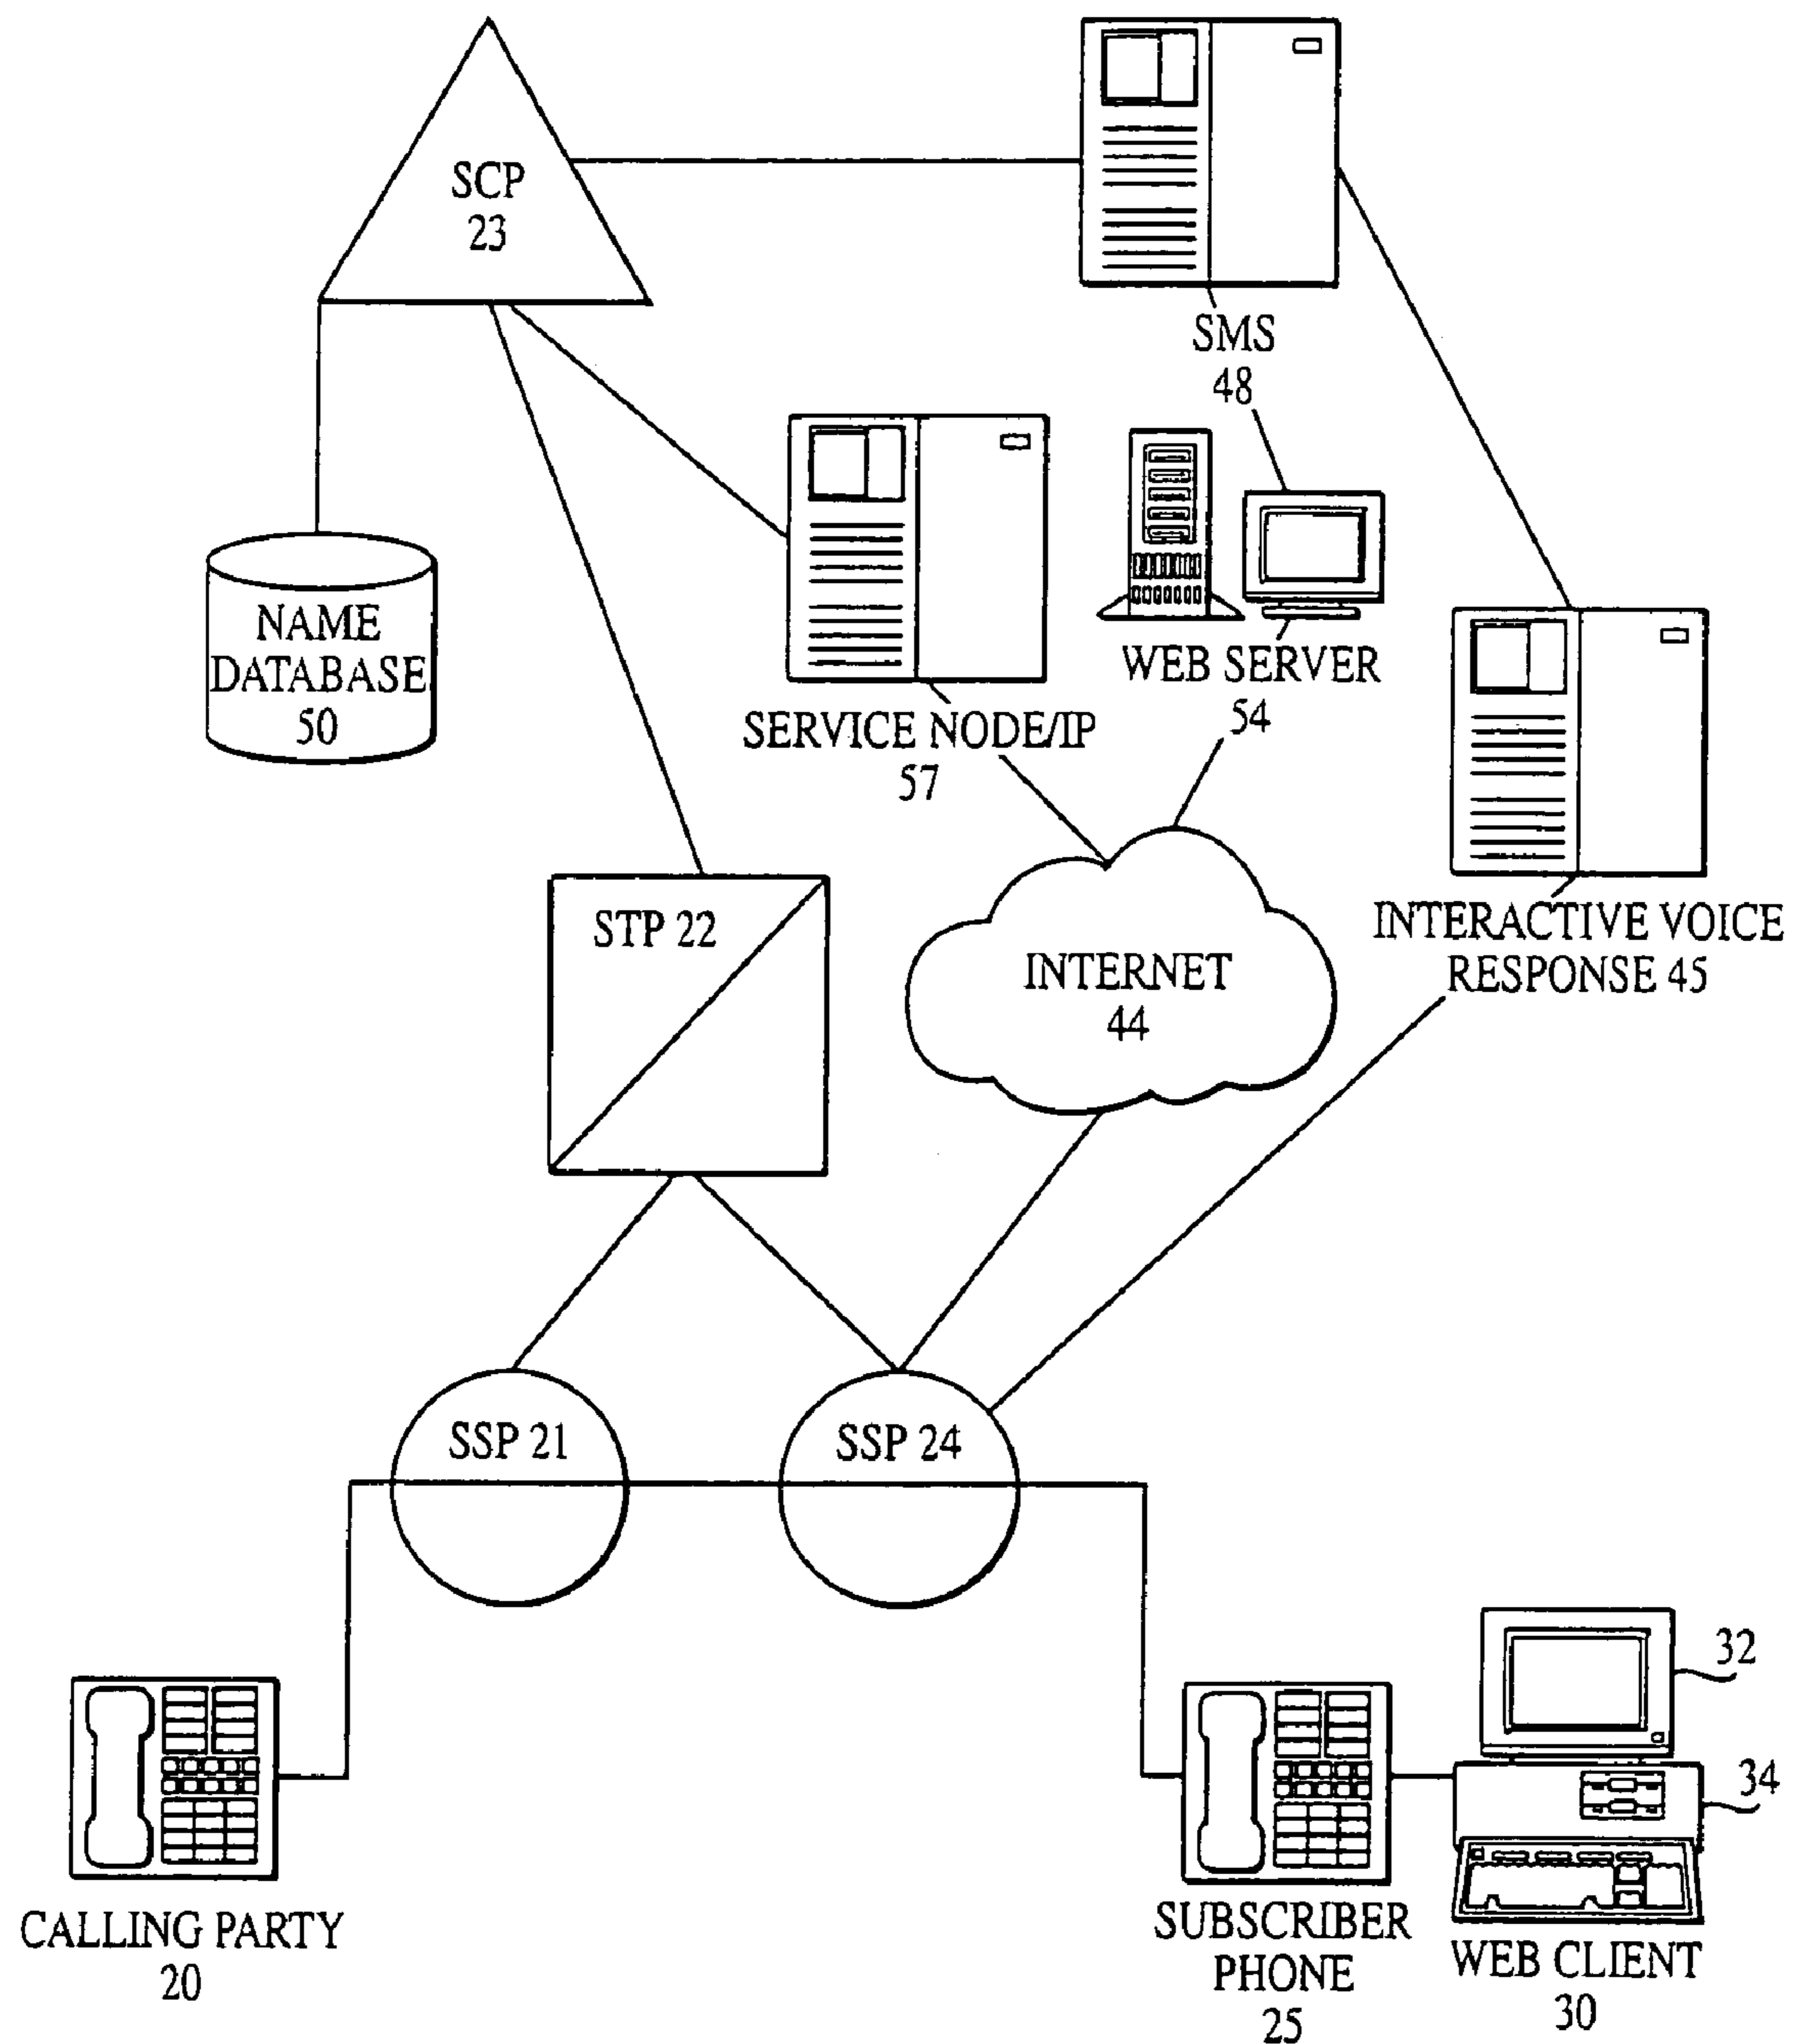 SCP
23
SMS
48
NAME
DATABASE
50
SERVICE NODE/IP
57
WEB SERVER
54
INTERACTIVE VOICE
RESPONSE 45
STP 22
INTERNET
44
SSP 21
SSP 24
32
34
CALLING PARTY
20
SUBSCRIBER
PHONE
25
WEB CLIENT
30